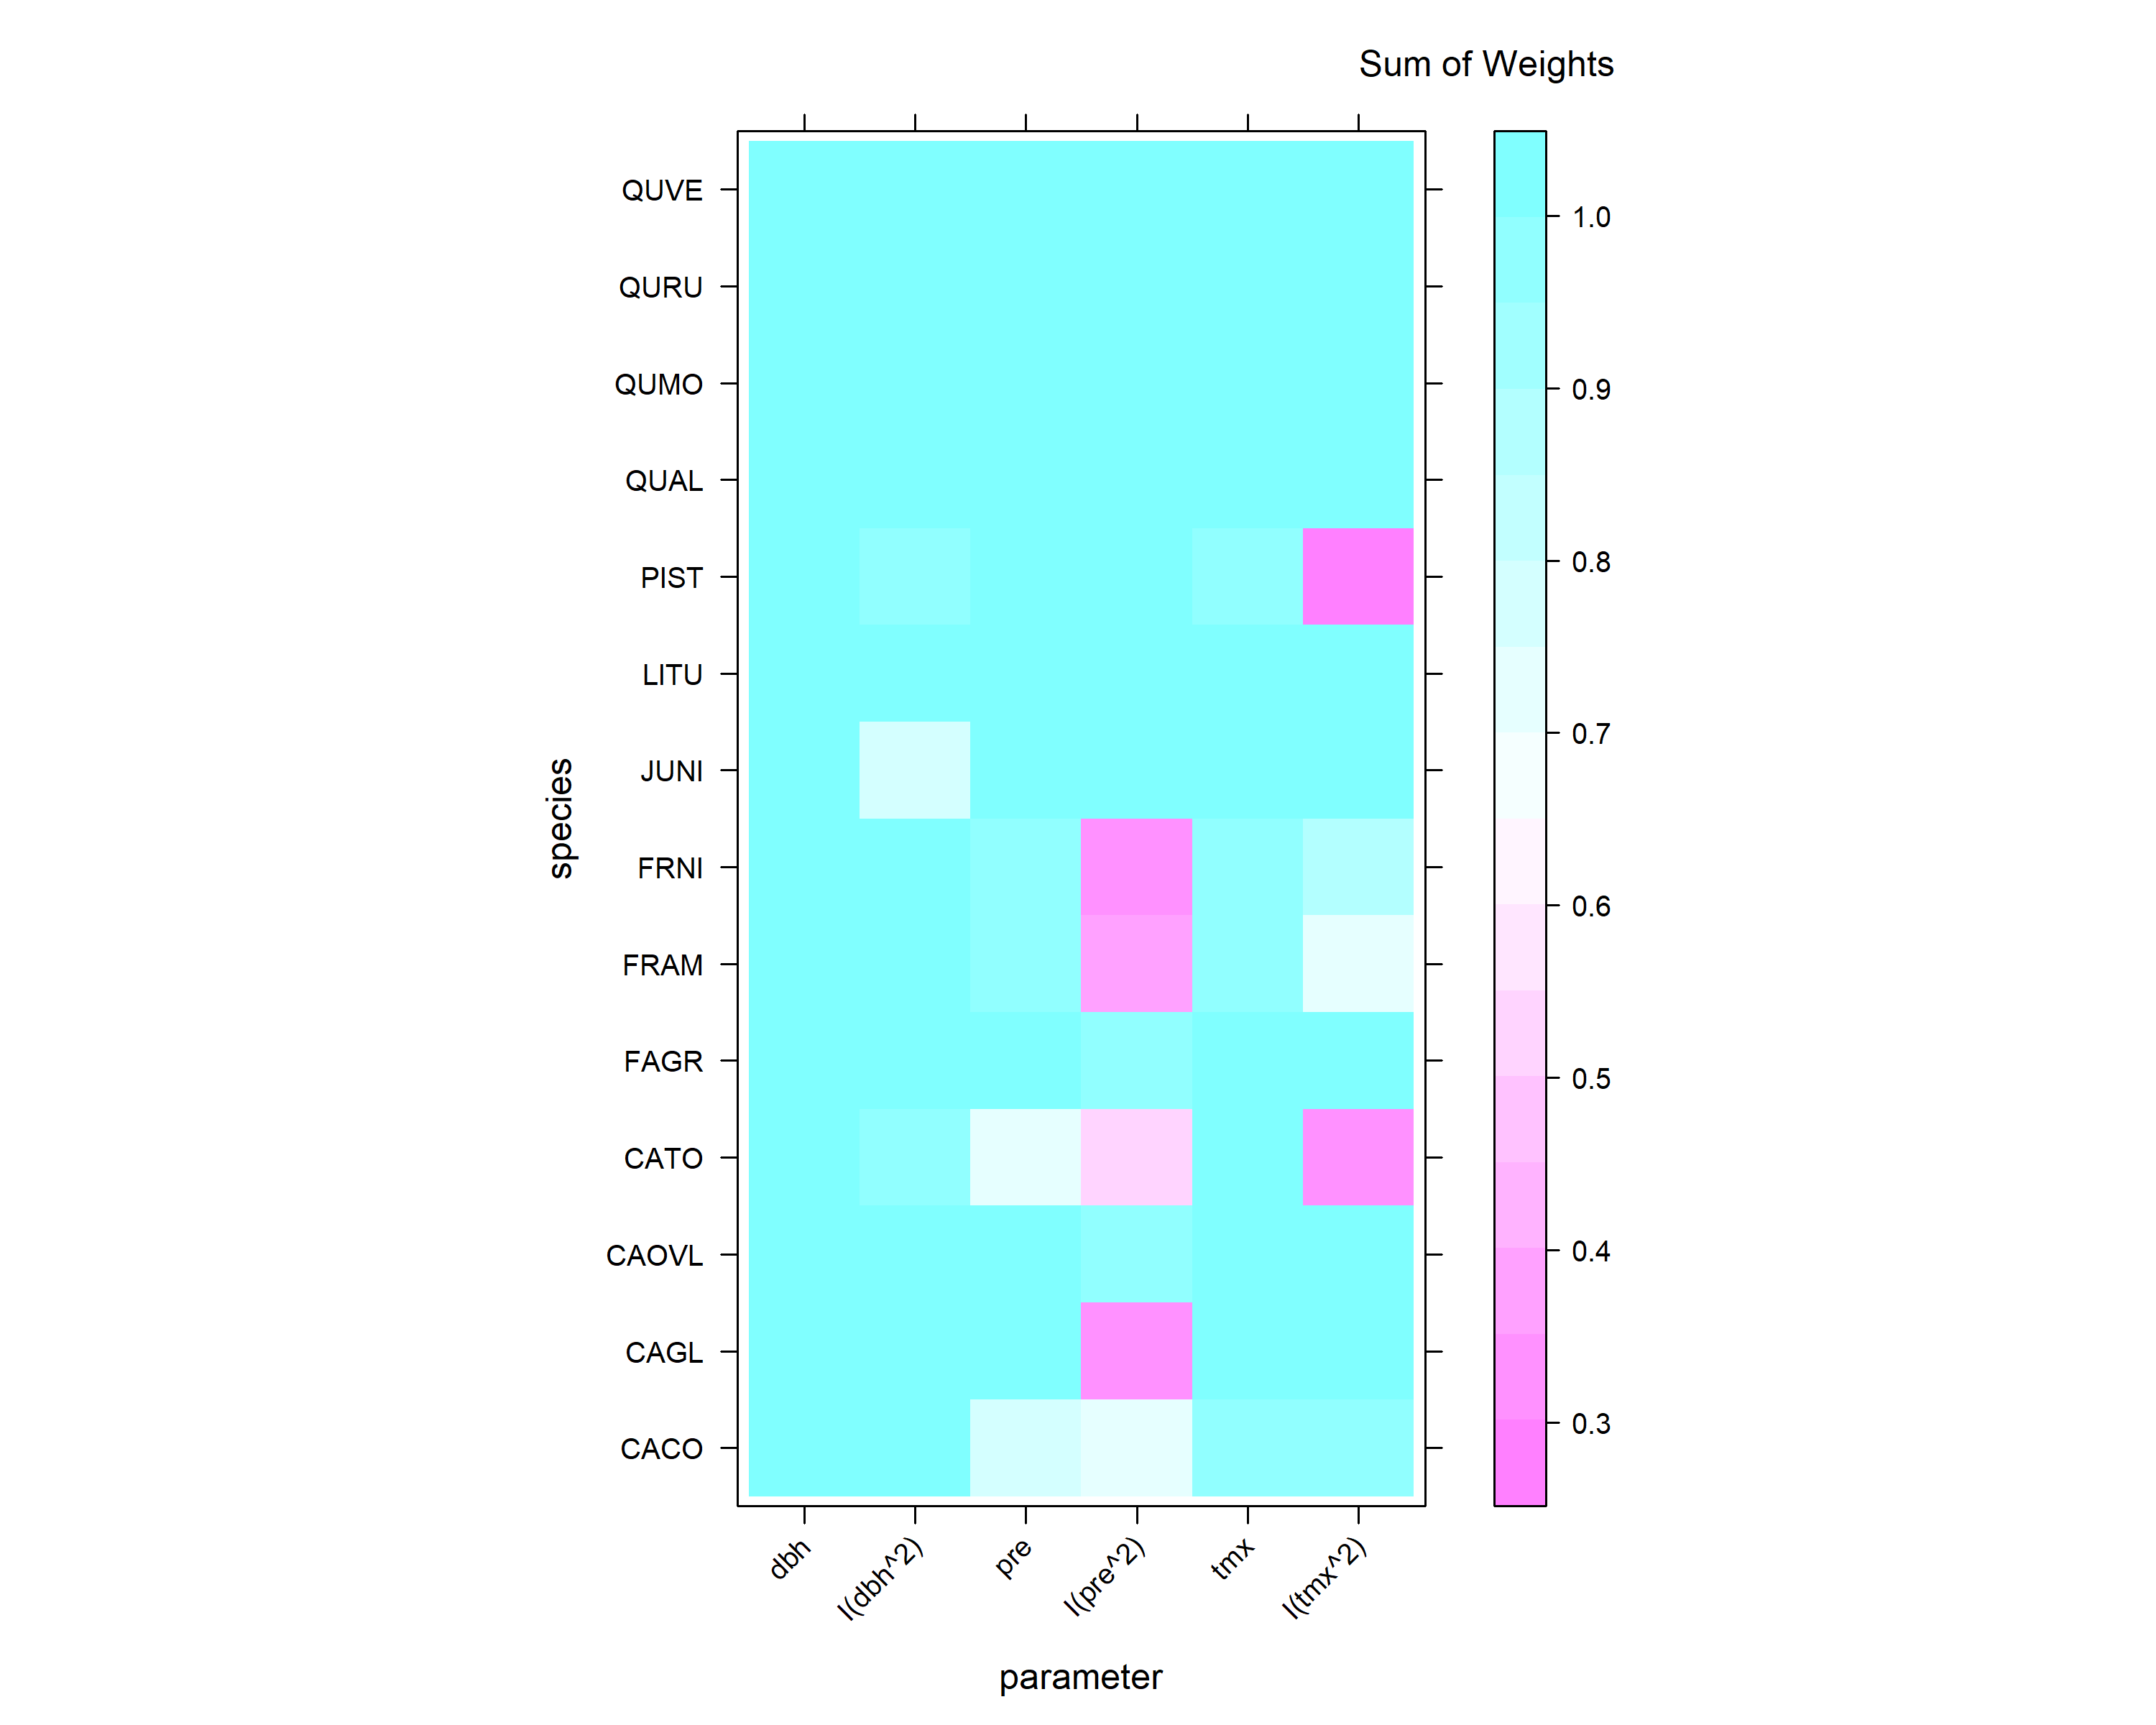 Sum of Weights
QUVE
QURU
QUMO
QUAL
PIST
LITU
JUNI
FRNI
FRAM
FAGR
CATO
CAOVL
CAGL
CACO
species
1.0
0.9
0.8
0.7
0.6
0.5
0.4
0.3
dbh
I(dbh^2)
pre
I(pre^2)
tmx
I(tmx^2)
parameter